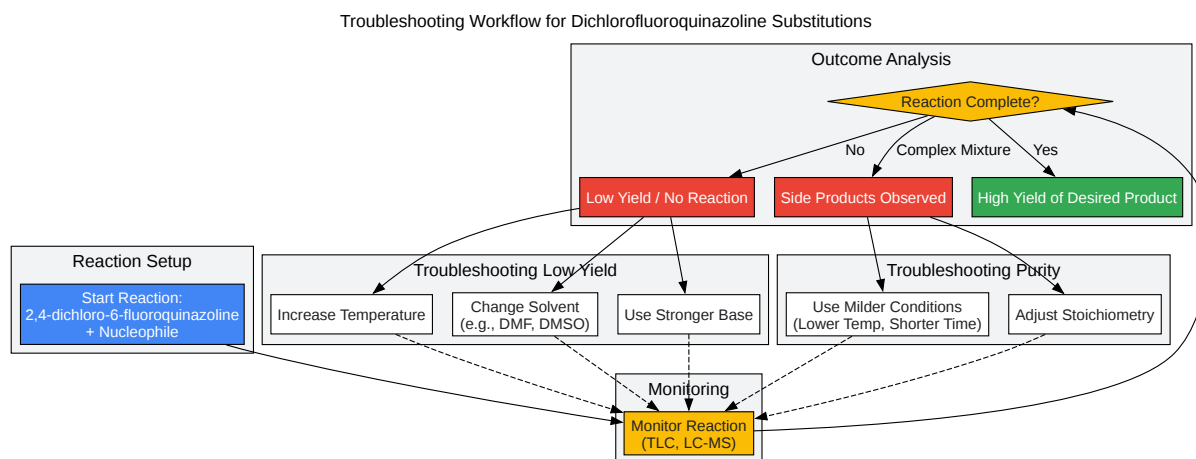 Troubleshooting Workflow for Dichlorofluoroquinazoline Substitutions
Outcome Analysis
Reaction Complete?
No
Complex Mixture
Yes
Low Yield / No Reaction
Side Products Observed
High Yield of Desired Product
Reaction Setup
Start Reaction:
2,4-dichloro-6-fluoroquinazoline
+ Nucleophile
Troubleshooting Low Yield
Increase Temperature
Change Solvent
(e.g., DMF, DMSO)
Use Stronger Base
Troubleshooting Purity
Use Milder Conditions
(Lower Temp, Shorter Time)
Adjust Stoichiometry
Monitoring
Monitor Reaction
(TLC, LC-MS)